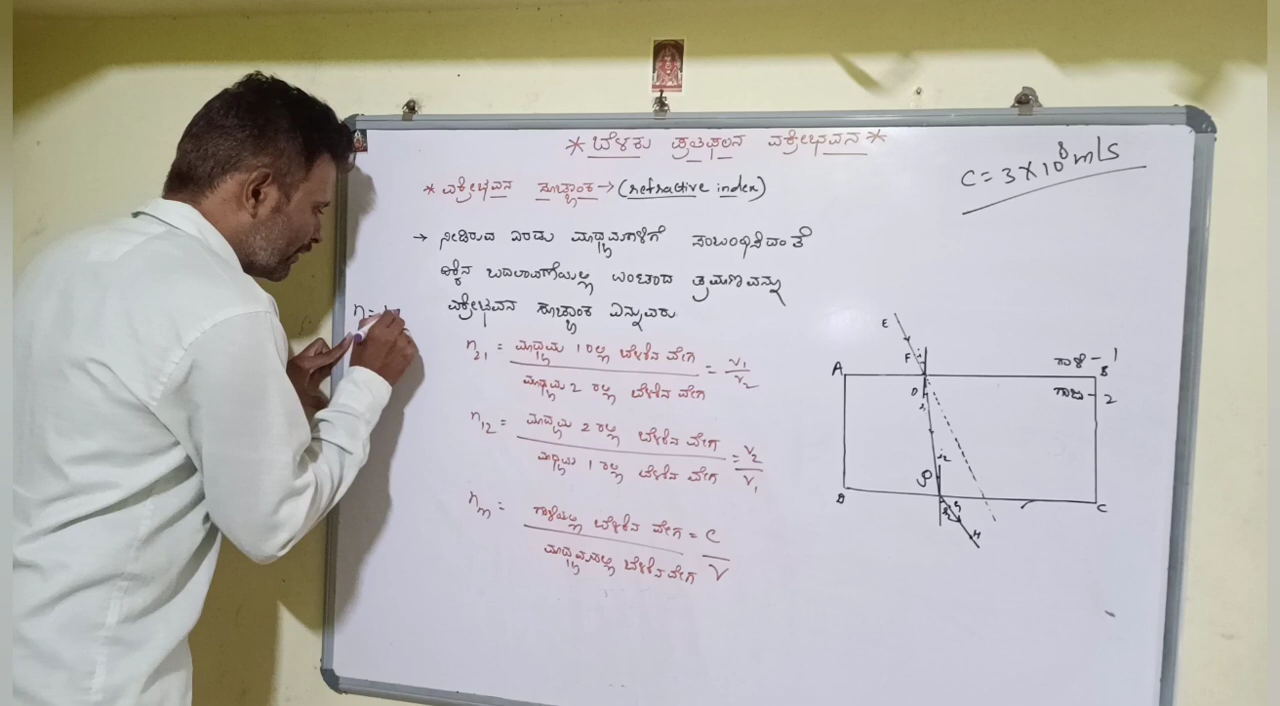 * ಬೆಳಕು ಪ್ರತಿಫಲನ ವಕ್ರೀಭವನ *
C = 3 X 10⁸ m/s
* ವಕ್ರೀಭವನ ಸೂಚ್ಯಾಂಕ → (refractive index)
→ ನೀಡಿರುವ ಎರಡು ಮಾಧ್ಯಮಗಳಿಗೆ ಸಂಬಂಧಿಸಿದಂತೆ
ದಿಕ್ಕಿನ ಬದಲಾವಣೆಯಲ್ಲಿ ಉಂಟಾದ ಪ್ರಮಾಣವನ್ನು
ವಕ್ರೀಭವನ ಸೂಚ್ಯಾಂಕ ಎನ್ನುವರು
n =
n₂₁ = ಮಾಧ್ಯಮ 1 ರಲ್ಲಿ ಬೆಳಕಿನ ವೇಗ = v₁
ಮಾಧ್ಯಮ 2 ರಲ್ಲಿ ಬೆಳಕಿನ ವೇಗ v₂
n₁₂ = ಮಾಧ್ಯಮ 2 ರಲ್ಲಿ ಬೆಳಕಿನ ವೇಗ = v₂
ಮಾಧ್ಯಮ 1 ರಲ್ಲಿ ಬೆಳಕಿನ ವೇಗ v₁
nₘ = ಗಾಳಿಯಲ್ಲಿ ಬೆಳಕಿನ ವೇಗ = C
ಮಾಧ್ಯಮದಲ್ಲಿ ಬೆಳಕಿನ ವೇಗ V
E
F i
A ಗಾಳಿ - 1
B
O ಗಾಜು - 2
D C
H